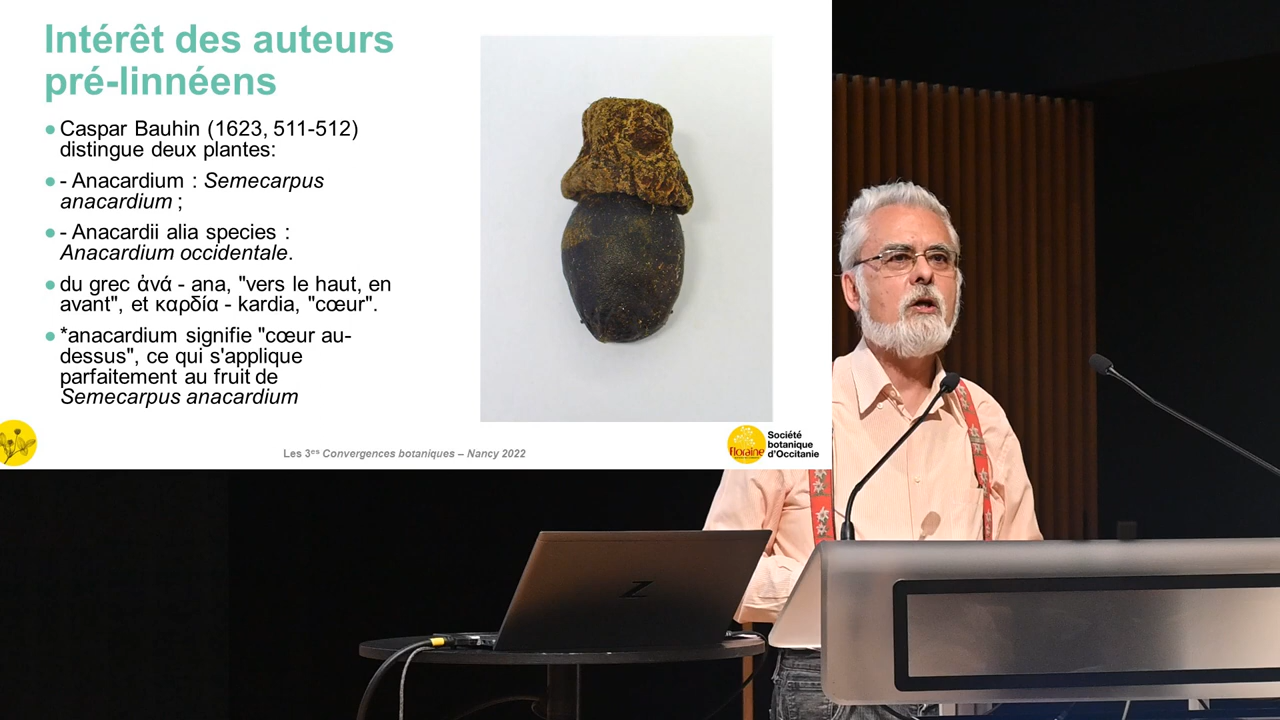 Intérêt des auteurs
pré-linnéens
Caspar Bauhin (1623, 511-512)
distingue deux plantes:
- Anacardium : Semecarpus
anacardium ;
- Anacardii alia species :
Anacardium occidentale.
du grec ἀνά - ana, "vers le haut, en
avant", et καρδία - kardia, "cœur".
*anacardium signifie "cœur au-
dessus", ce qui s'applique
parfaitement au fruit de
Semecarpus anacardium
Les 3es Convergences botaniques – Nancy 2022
floraine
Société
botanique
d'Occitanie